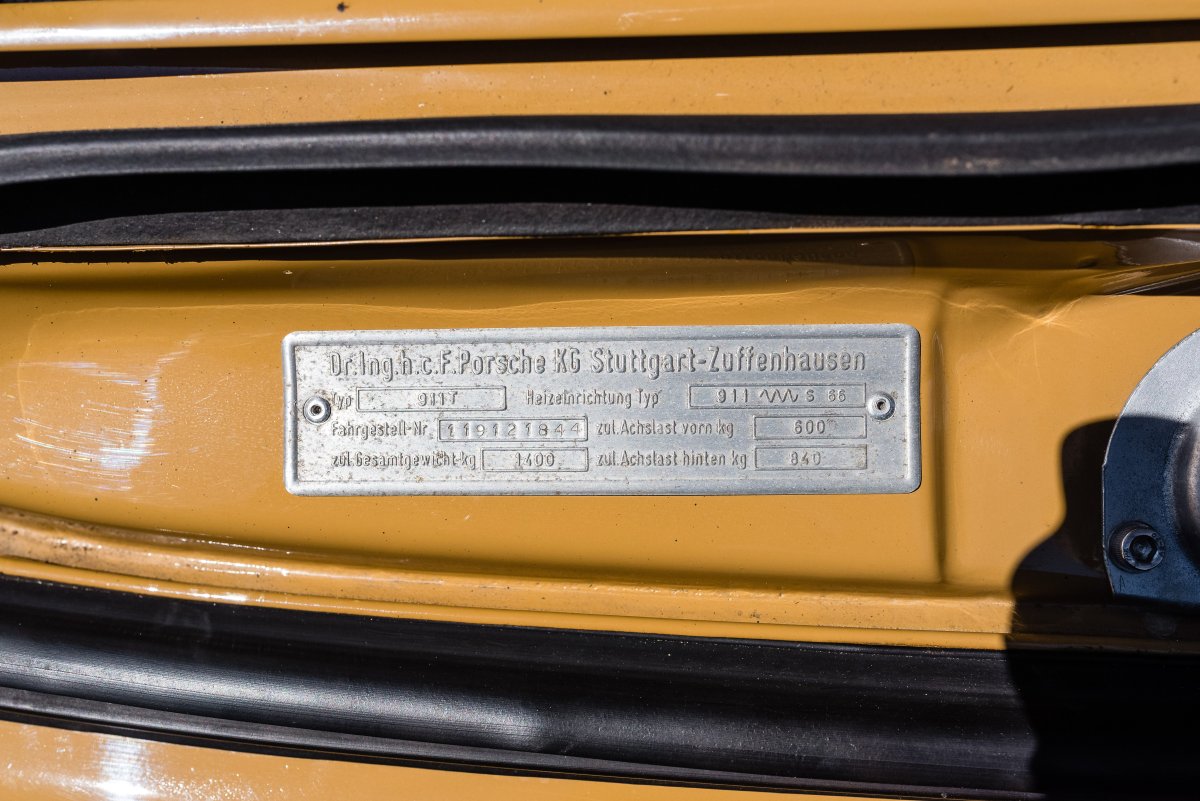 Dr.Ing.h.c.F.Porsche KG Stuttgart-Zuffenhausen
Typ 911T Heizeinrichtung Typ 911 S 66
Fahrgestell-Nr. 119121844 zul.Achslast vorn kg 600
zul.Gesamtgewicht kg 1400 zul.Achslast hinten kg 840